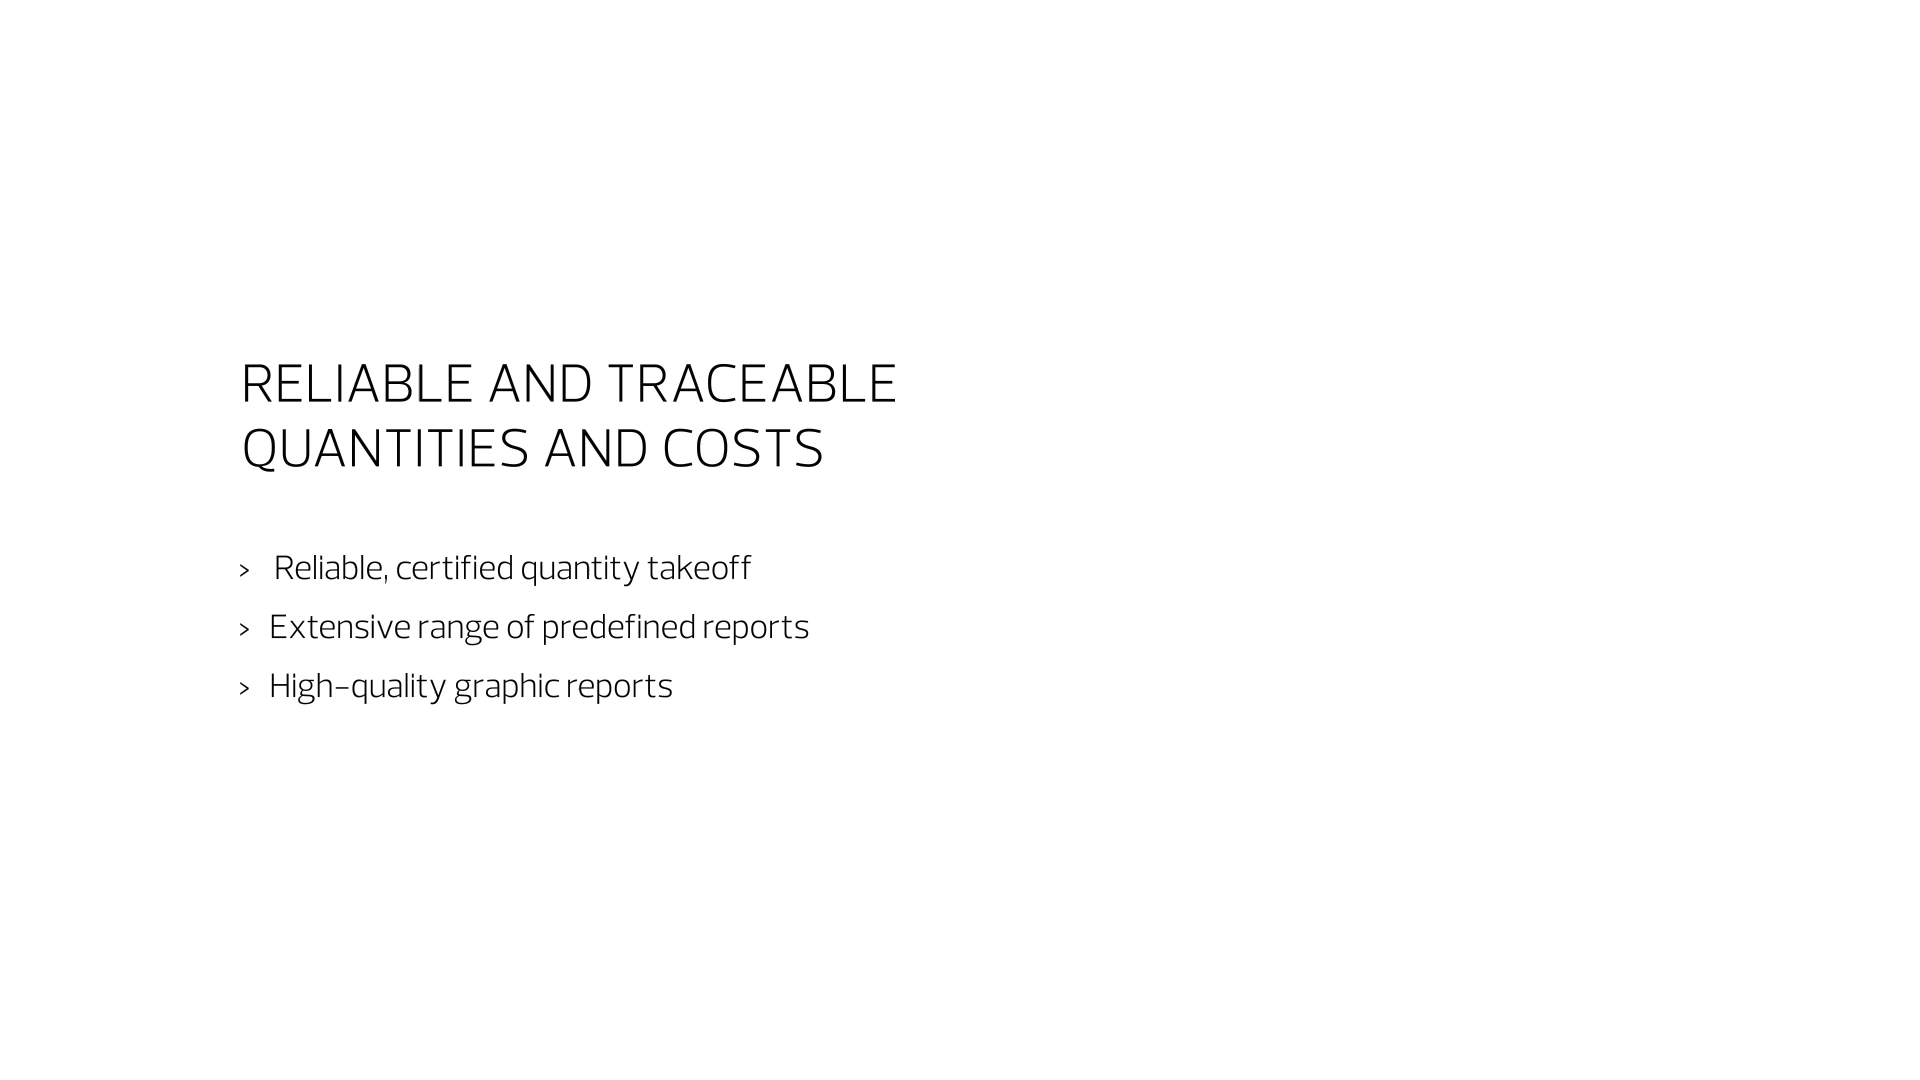 RELIABLE AND TRACEABLE
QUANTITIES AND COSTS
> Reliable, certified quantity takeoff
> Extensive range of predefined reports
> High-quality graphic reports